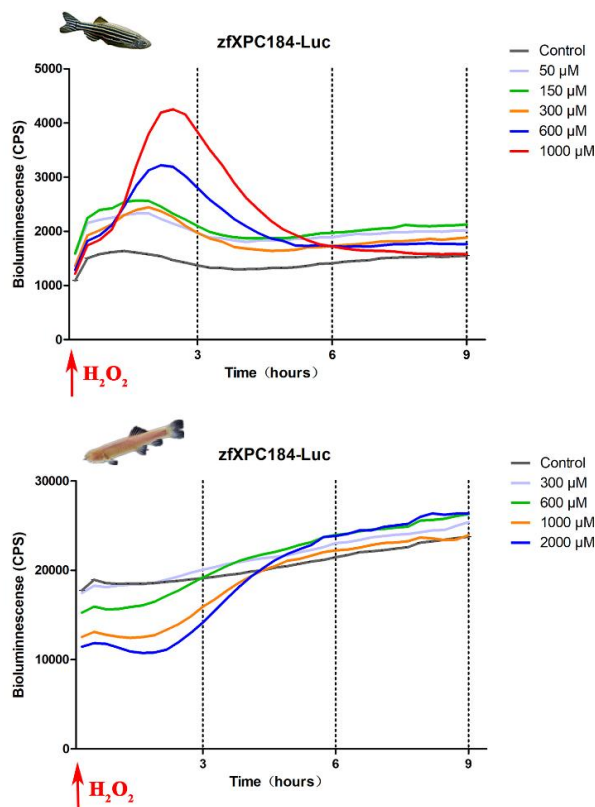 zfXPC184-Luc
5000
4000
3000
2000
1000
0
Bioluminnescense (CPS)
3
6
9
Time（hours）
H₂O₂
Control
50 μM
150 μM
300 μM
600 μM
1000 μM
zfXPC184-Luc
30000
20000
10000
0
Bioluminnescense (CPS)
3
6
9
Time（hours）
H₂O₂
Control
300 μM
600 μM
1000 μM
2000 μM